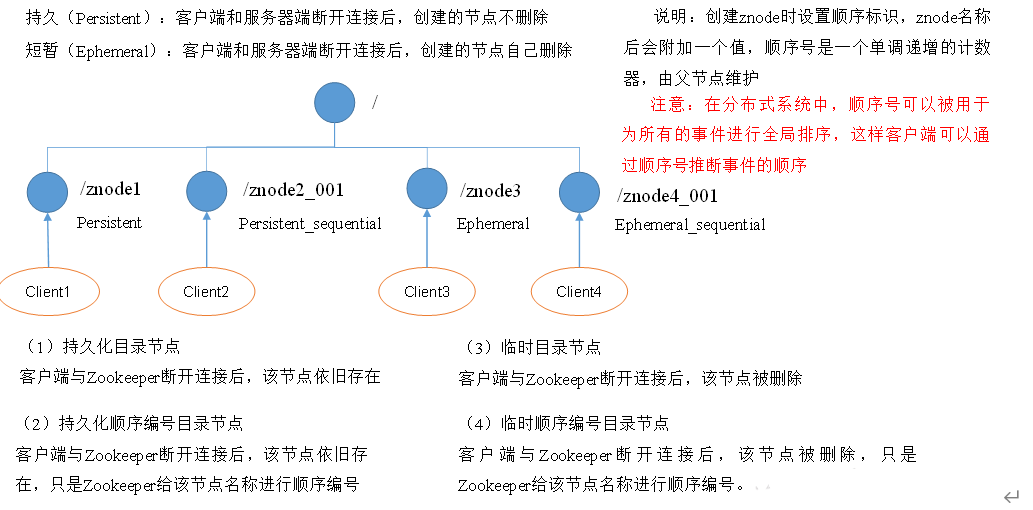 持久（Persistent）：客户端和服务器端断开连接后，创建的节点不删除
短暂（Ephemeral）：客户端和服务器端断开连接后，创建的节点自己删除
说明：创建znode时设置顺序标识，znode名称
后会附加一个值，顺序号是一个单调递增的计数
器，由父节点维护
注意：在分布式系统中，顺序号可以被用于
为所有的事件进行全局排序，这样客户端可以通
过顺序号推断事件的顺序
/
/znode1
Persistent
/znode2_001
Persistent_sequential
/znode3
Ephemeral
/znode4_001
Ephemeral_sequential
Client1
Client2
Client3
Client4
（1）持久化目录节点
客户端与Zookeeper断开连接后，该节点依旧存在
（2）持久化顺序编号目录节点
客户端与Zookeeper断开连接后，该节点依旧存
在，只是Zookeeper给该节点名称进行顺序编号
（3）临时目录节点
客户端与Zookeeper断开连接后，该节点被删除
（4）临时顺序编号目录节点
客户端与Zookeeper断开连接后，该节点被删除，只是
Zookeeper给该节点名称进行顺序编号。